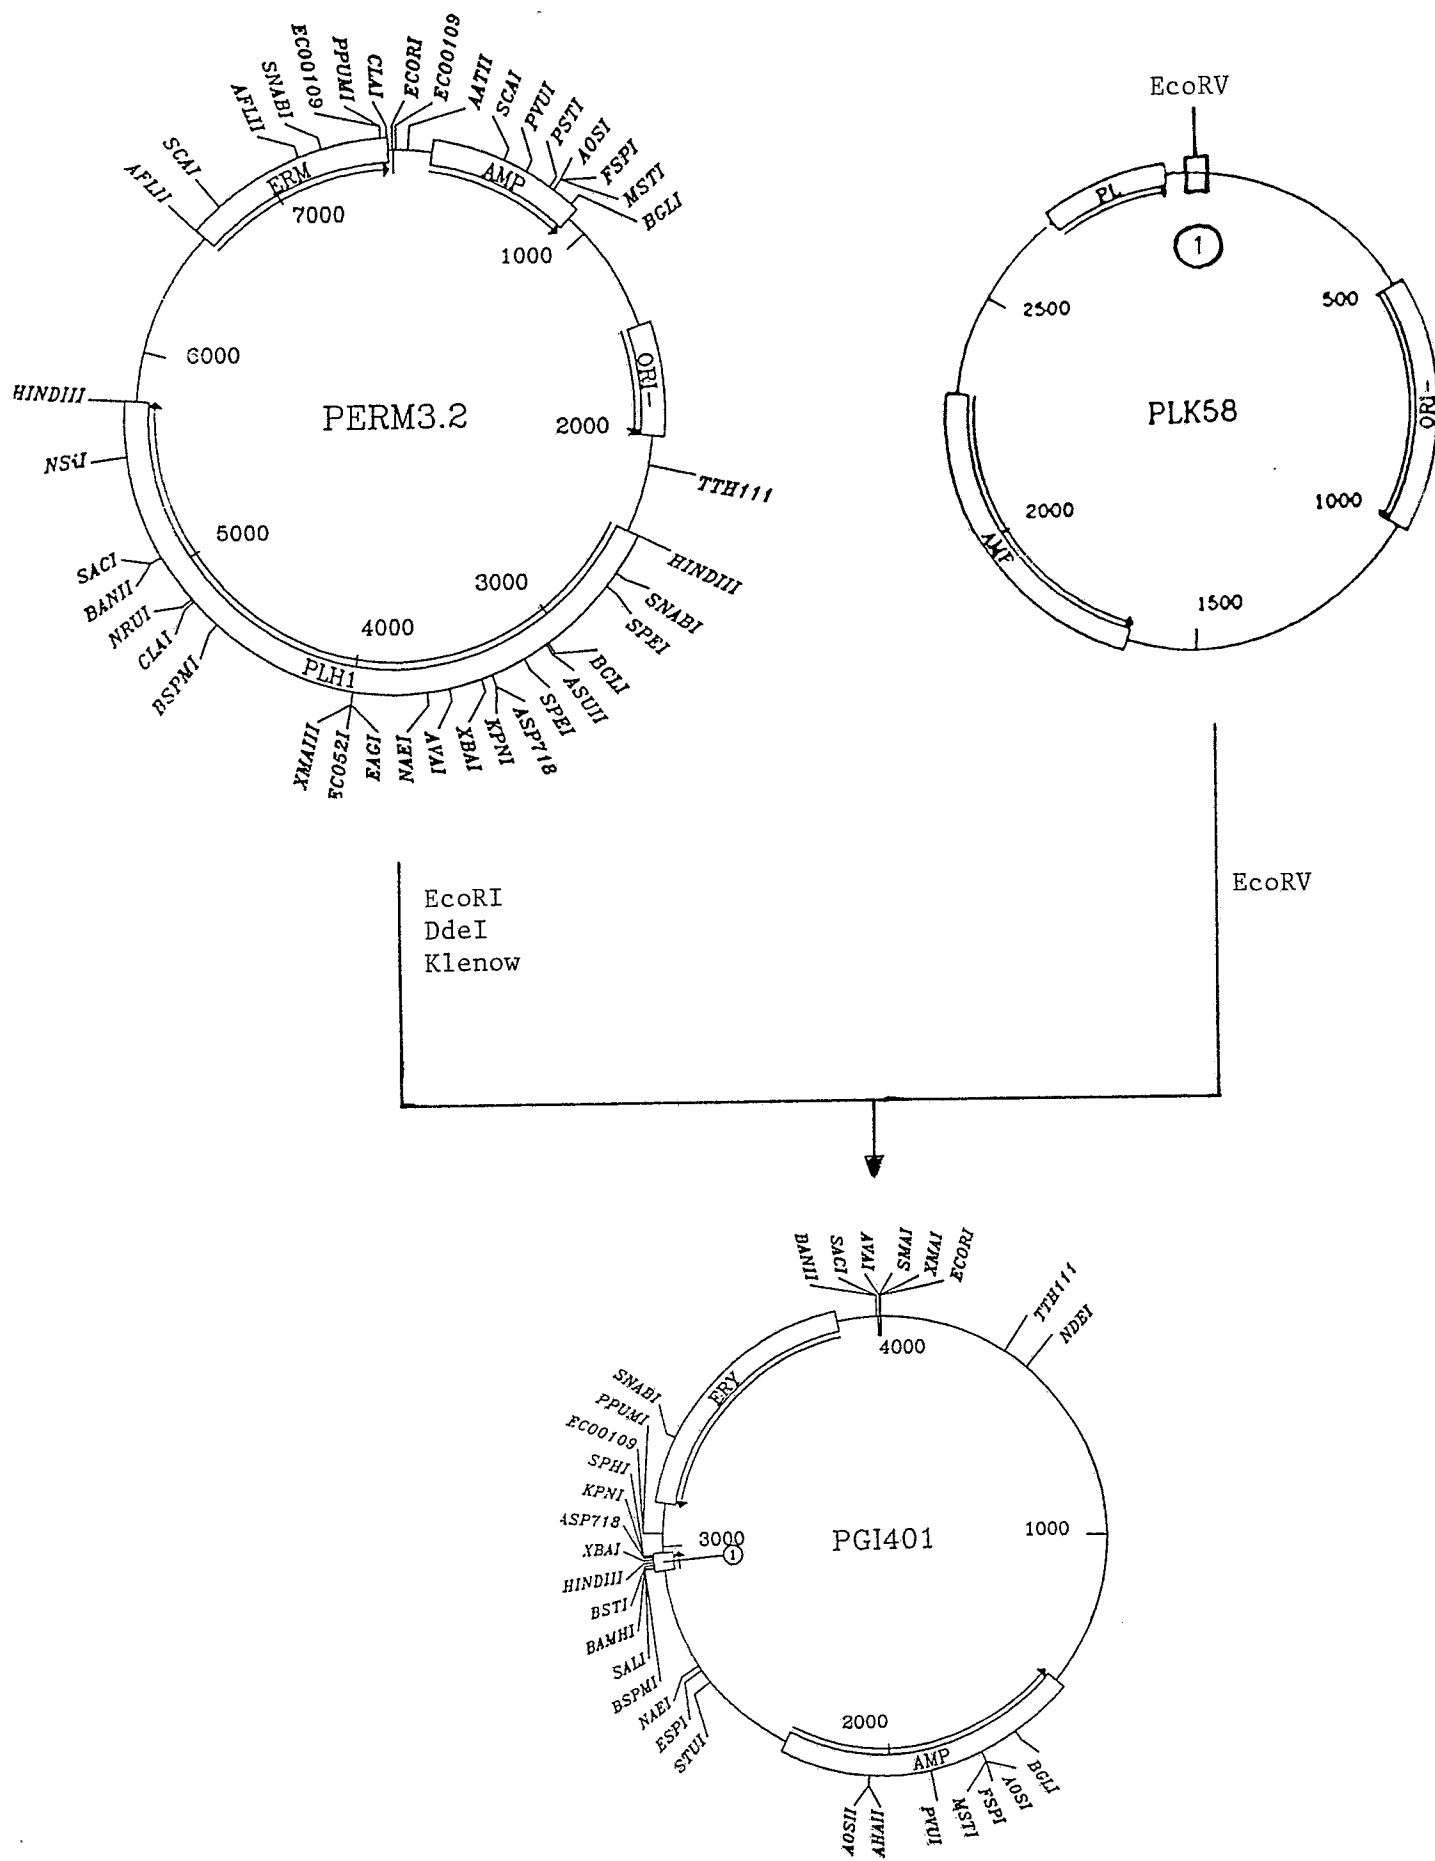 ECO0109
PPUMI
CLAI
ECORI
ECO0109
AATII
SNABI
AFLII
SCAI
AFLII
SCAI
PVUI
PSTI
AOSI
FSPI
MSTI
BGLI
ERM
AMP
7000
1000
6000
HINDIII
PERM3.2
ORI-
2000
NSiI
TTH111
5000
HINDIII
SACI
BANII
NRUI
CLAI
BSPMI
3000
SNABI
SPEI
4000
PLH1
BCLI
ASUII
SPEI
ASP718
KPNI
XBAI
AVAI
NAEI
EAGI
ECO52I
XMAIII
EcoRV
PL
1
2500
500
PLK58
ORI-
2000
1000
AMP
1500
EcoRI
DdeI
Klenow
EcoRV
BANII
SACI
AVAI
SMAI
XMAI
ECORI
TTH111
NDEI
4000
ERY
SNABI
PPUMI
ECO0109
SPHI
KPNI
ASP718
XBAI
HINDIII
BSTI
BAMHI
SALI
BSPMI
NAEI
ESPI
STUI
3000
1
PGI401
1000
2000
AMP
AOSII
AHAII
PVUI
MSTI
FSPI
AOSI
BGLI